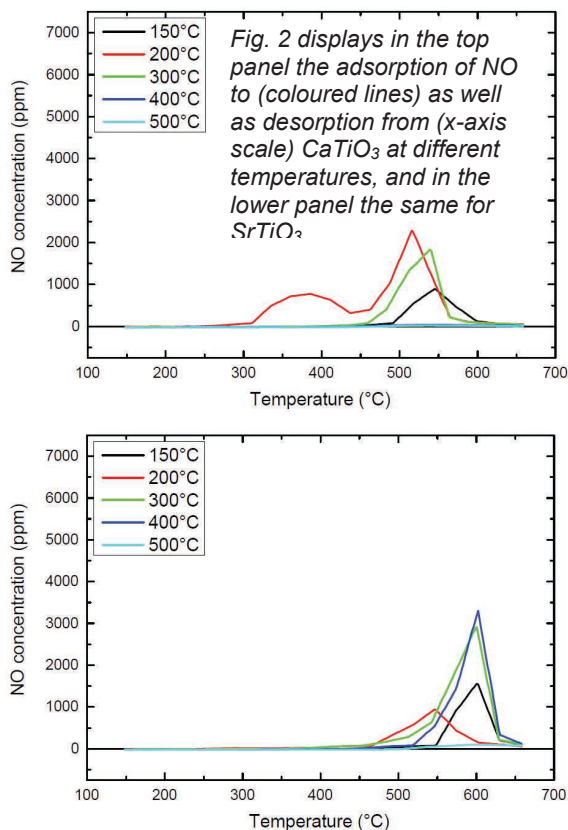 NO concentration (ppm)
7000
6000
5000
4000
3000
2000
1000
0
150°C
200°C
300°C
400°C
500°C
Fig. 2 displays in the top
panel the adsorption of NO
to (coloured lines) as well
as desorption from (x-axis
scale) CaTiO3 at different
temperatures, and in the
lower panel the same for
SrTiO3
100 200 300 400 500 600 700
Temperature (°C)
NO concentration (ppm)
7000
6000
5000
4000
3000
2000
1000
0
150°C
200°C
300°C
400°C
500°C
100 200 300 400 500 600 700
Temperature (°C)